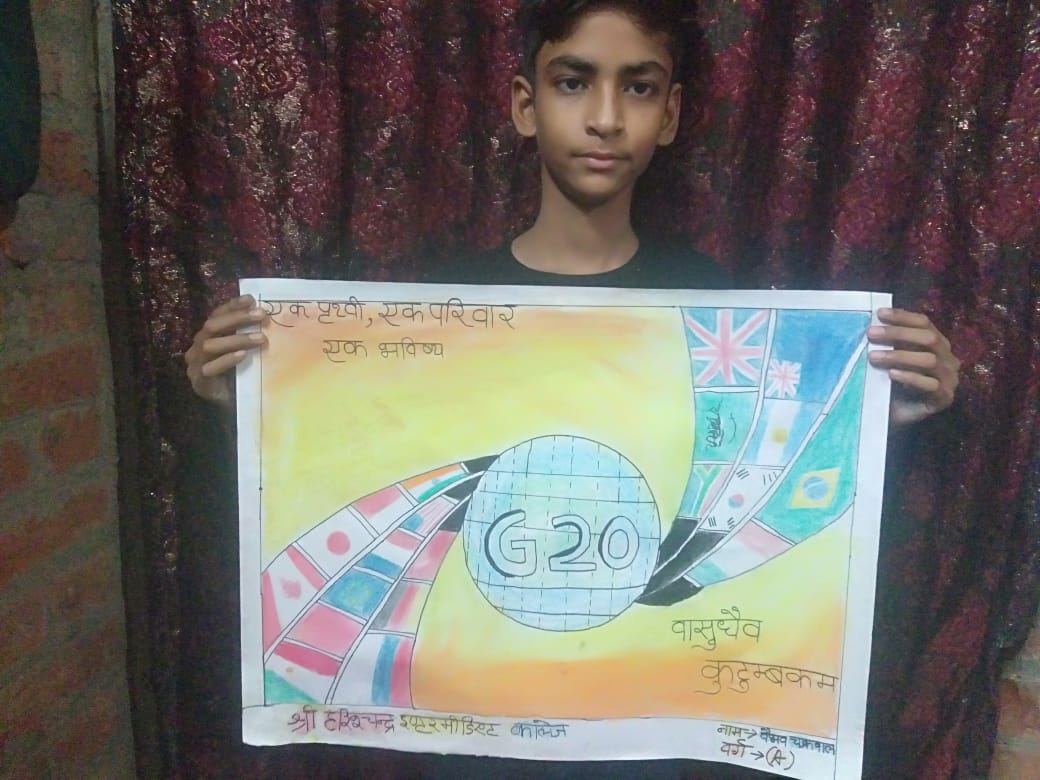 एक पृथ्वी, एक परिवार
एक भविष्य
G20
वासुधैव
कुटुम्बकम
श्री हरिश्चन्द्र इण्टरमीडिएट कालेज
नाम →
वर्ग → (A)